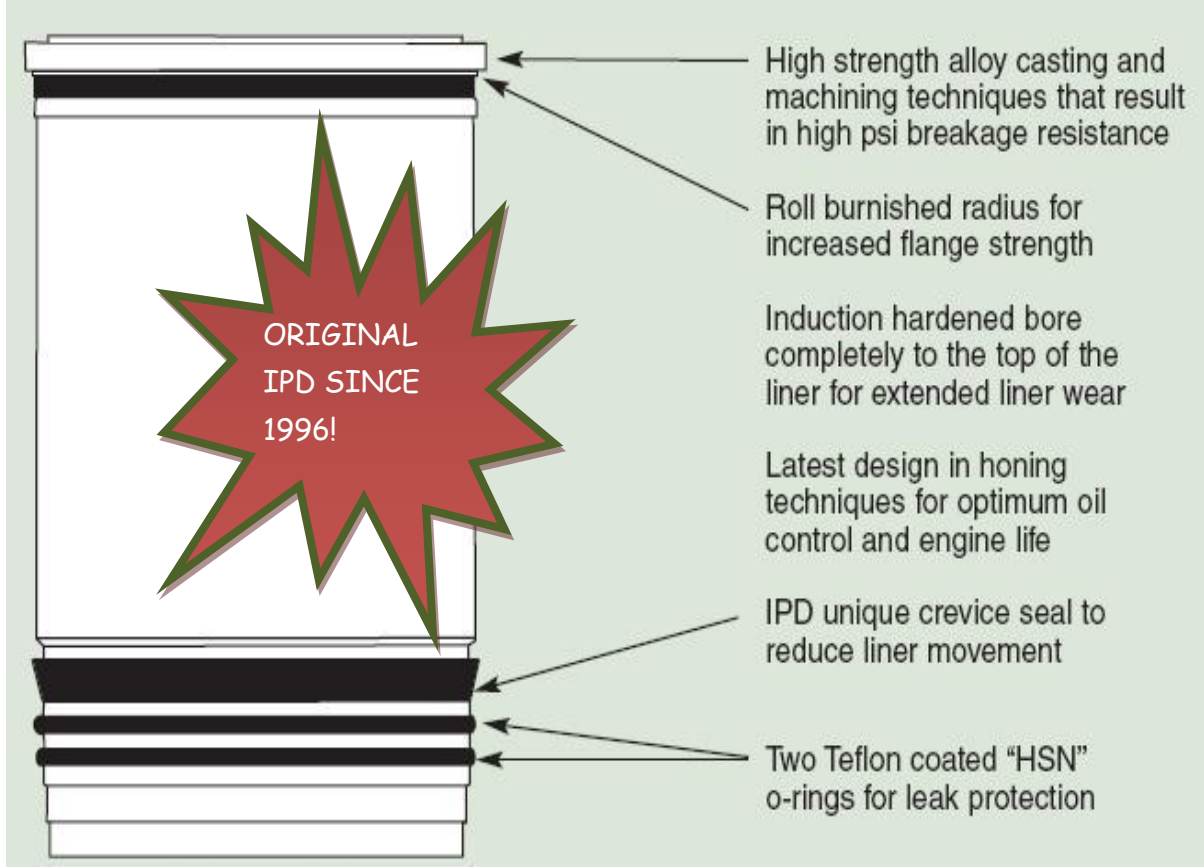 ORIGINAL
IPD SINCE
1996!
High strength alloy casting and
machining techniques that result
in high psi breakage resistance
Roll burnished radius for
increased flange strength
Induction hardened bore
completely to the top of the
liner for extended liner wear
Latest design in honing
techniques for optimum oil
control and engine life
IPD unique crevice seal to
reduce liner movement
Two Teflon coated “HSN”
o-rings for leak protection